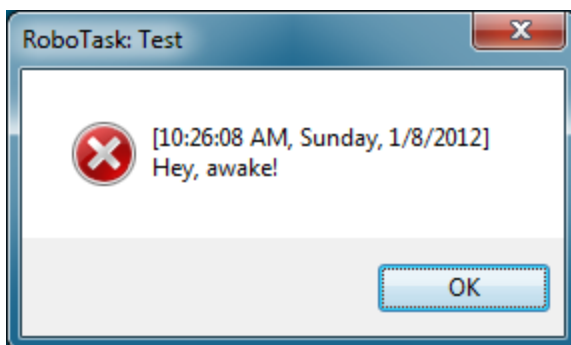 RoboTask: Test
[10:26:08 AM, Sunday, 1/8/2012]
Hey, awake!
OK